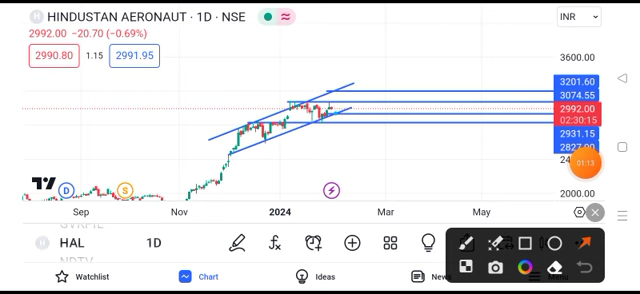 H HINDUSTAN AERONAUT · 1D · NSE
INR
2992.00 −20.70 (−0.69%)
2990.80 1.15 2991.95
3600.00
3201.60
3074.55
2992.00
02:30:15
2931.15
01:13
2000.00
D S
Sep Nov 2024 Mar May
H HAL 1D
NDTV
Watchlist Chart Ideas News